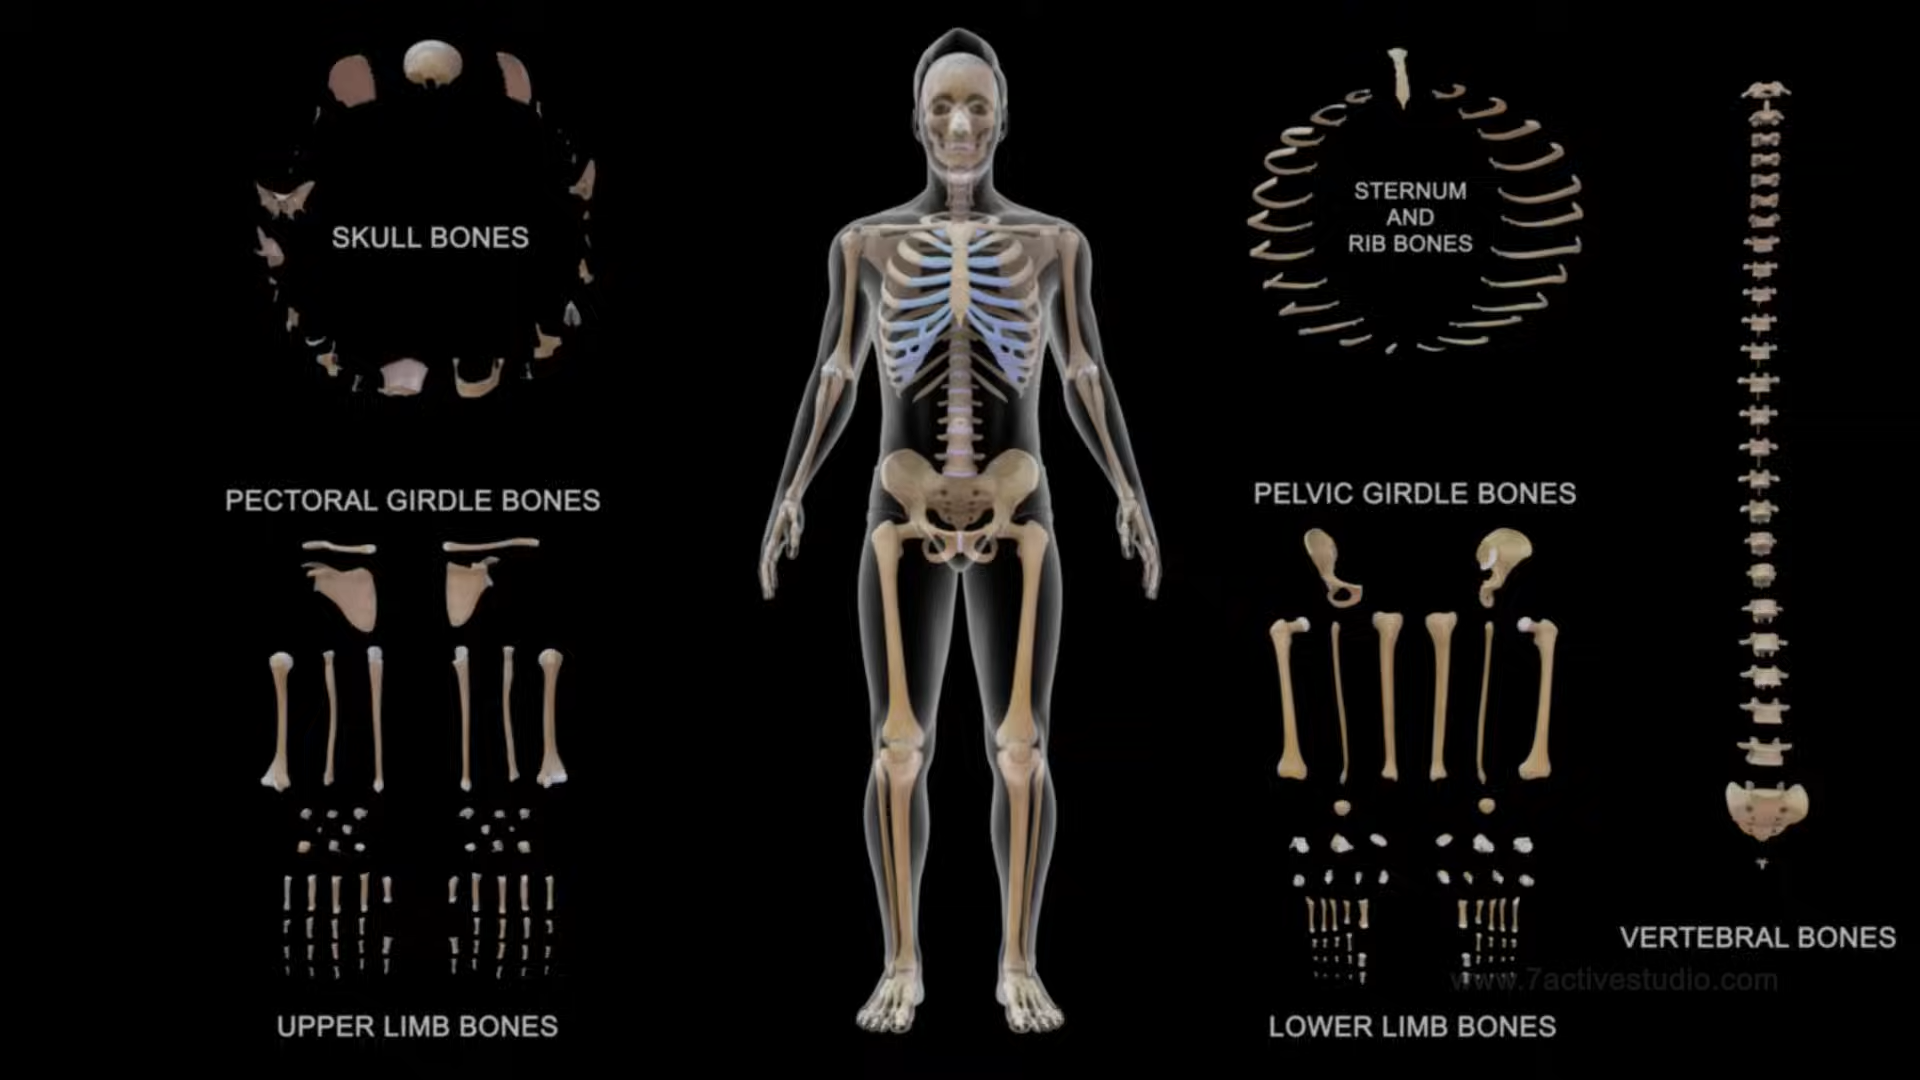 SKULL BONES
STERNUM
AND
RIB BONES
PECTORAL GIRDLE BONES
PELVIC GIRDLE BONES
VERTEBRAL BONES
www.7activestudio.com
UPPER LIMB BONES
LOWER LIMB BONES